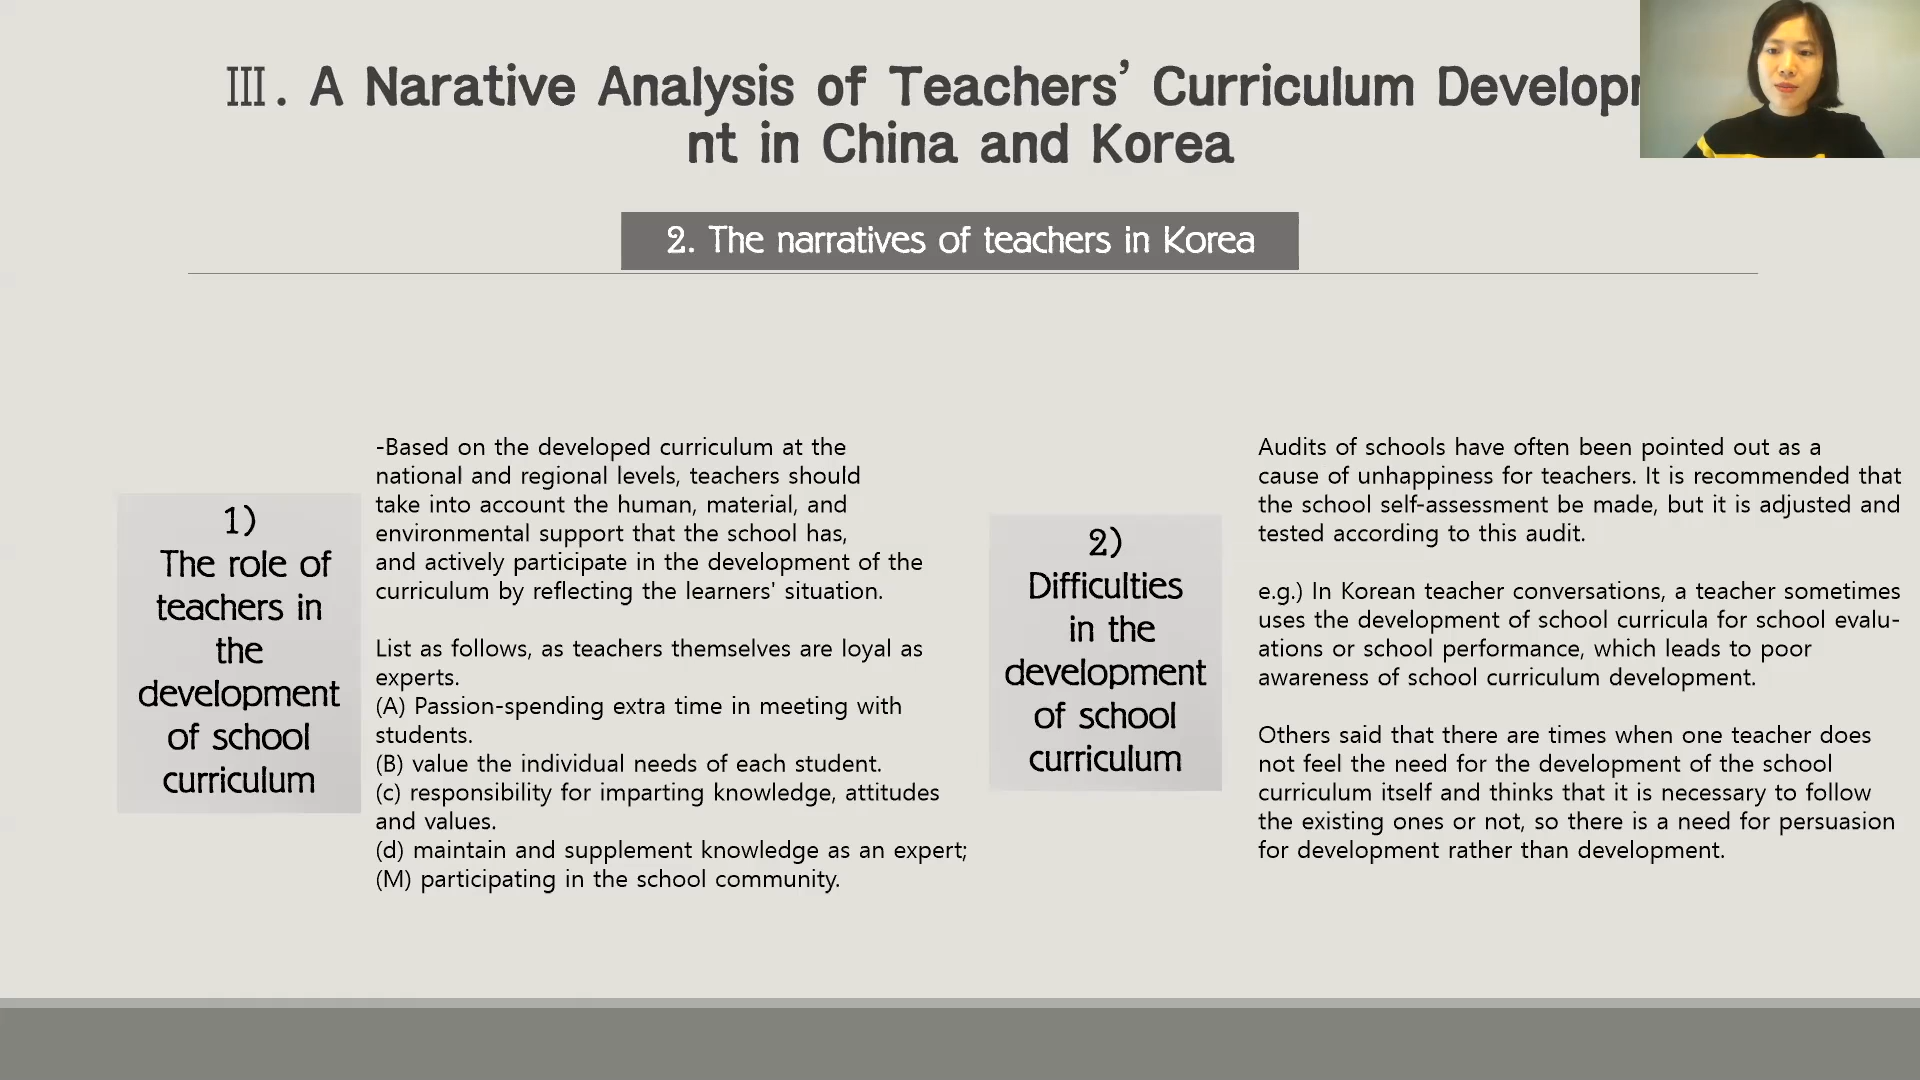 Ⅲ. A Narative Analysis of Teachers’ Curriculum Develop
nt in China and Korea
2. The narratives of teachers in Korea
1)
The role of
teachers in
the
development
of school
curriculum
-Based on the developed curriculum at the
national and regional levels, teachers should
take into account the human, material, and
environmental support that the school has,
and actively participate in the development of the
curriculum by reflecting the learners' situation.
List as follows, as teachers themselves are loyal as
experts.
(A) Passion-spending extra time in meeting with
students.
(B) value the individual needs of each student.
(c) responsibility for imparting knowledge, attitudes
and values.
(d) maintain and supplement knowledge as an expert;
(M) participating in the school community.
2)
Difficulties
in the
development
of school
curriculum
Audits of schools have often been pointed out as a
cause of unhappiness for teachers. It is recommended that
the school self-assessment be made, but it is adjusted and
tested according to this audit.
e.g.) In Korean teacher conversations, a teacher sometimes
uses the development of school curricula for school evalu-
ations or school performance, which leads to poor
awareness of school curriculum development.
Others said that there are times when one teacher does
not feel the need for the development of the school
curriculum itself and thinks that it is necessary to follow
the existing ones or not, so there is a need for persuasion
for development rather than development.